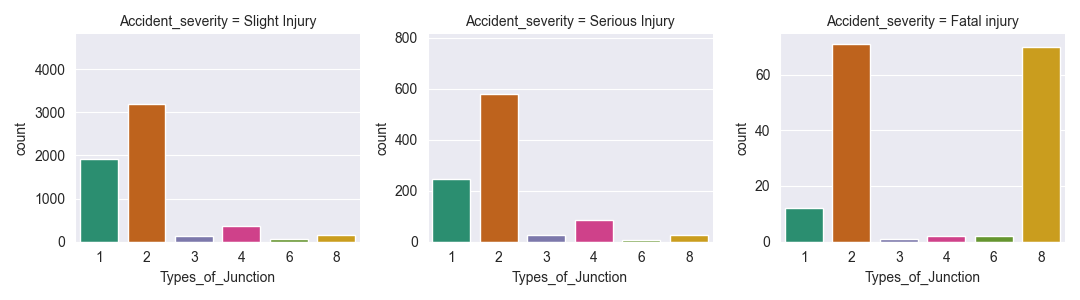 Accident_severity = Slight Injury
4000
3000
2000
1000
0
count
1 2 3 4 6 8
Types_of_Junction
Accident_severity = Serious Injury
800
600
400
200
0
count
1 2 3 4 6 8
Types_of_Junction
Accident_severity = Fatal injury
60
40
20
0
count
1 2 3 4 6 8
Types_of_Junction